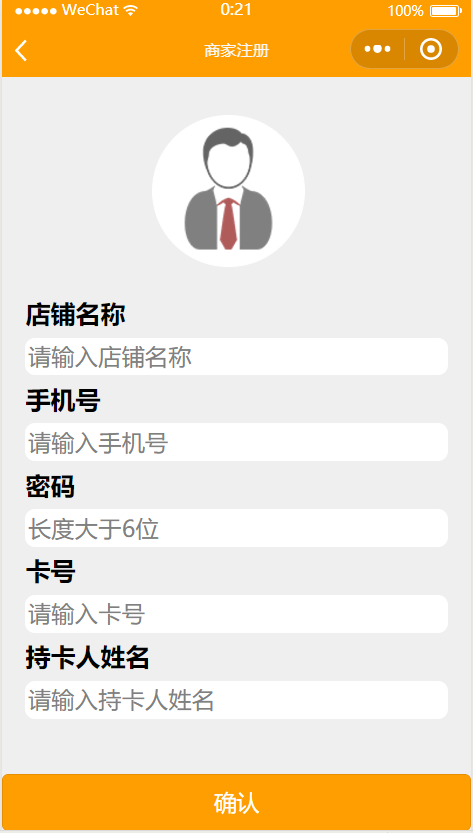 WeChat 0:21 100%
商家注册
店铺名称
请输入店铺名称
手机号
请输入手机号
密码
长度大于6位
卡号
请输入卡号
持卡人姓名
请输入持卡人姓名
确认